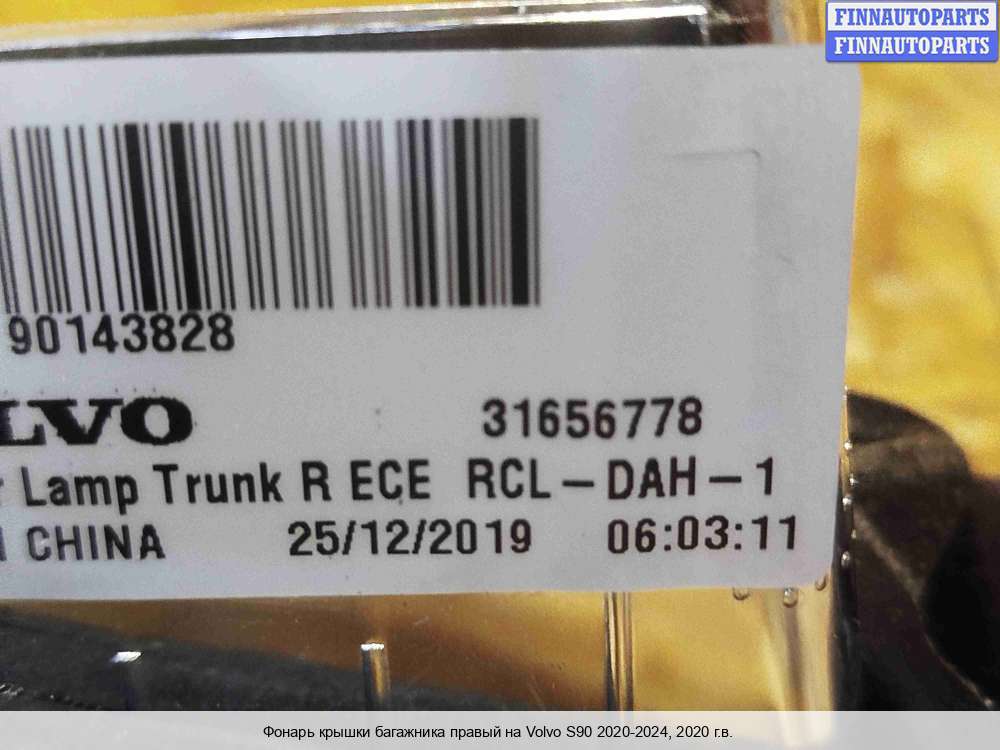 FINNAUTOPARTS
FINNAUTOPARTS
90143828
LVO
31656778
r Lamp Trunk R ECE RCL-DAH-1
CHINA 25/12/2019 06:03:11
Фонарь крышки багажника правый на Volvo S90 2020-2024, 2020 г.в.